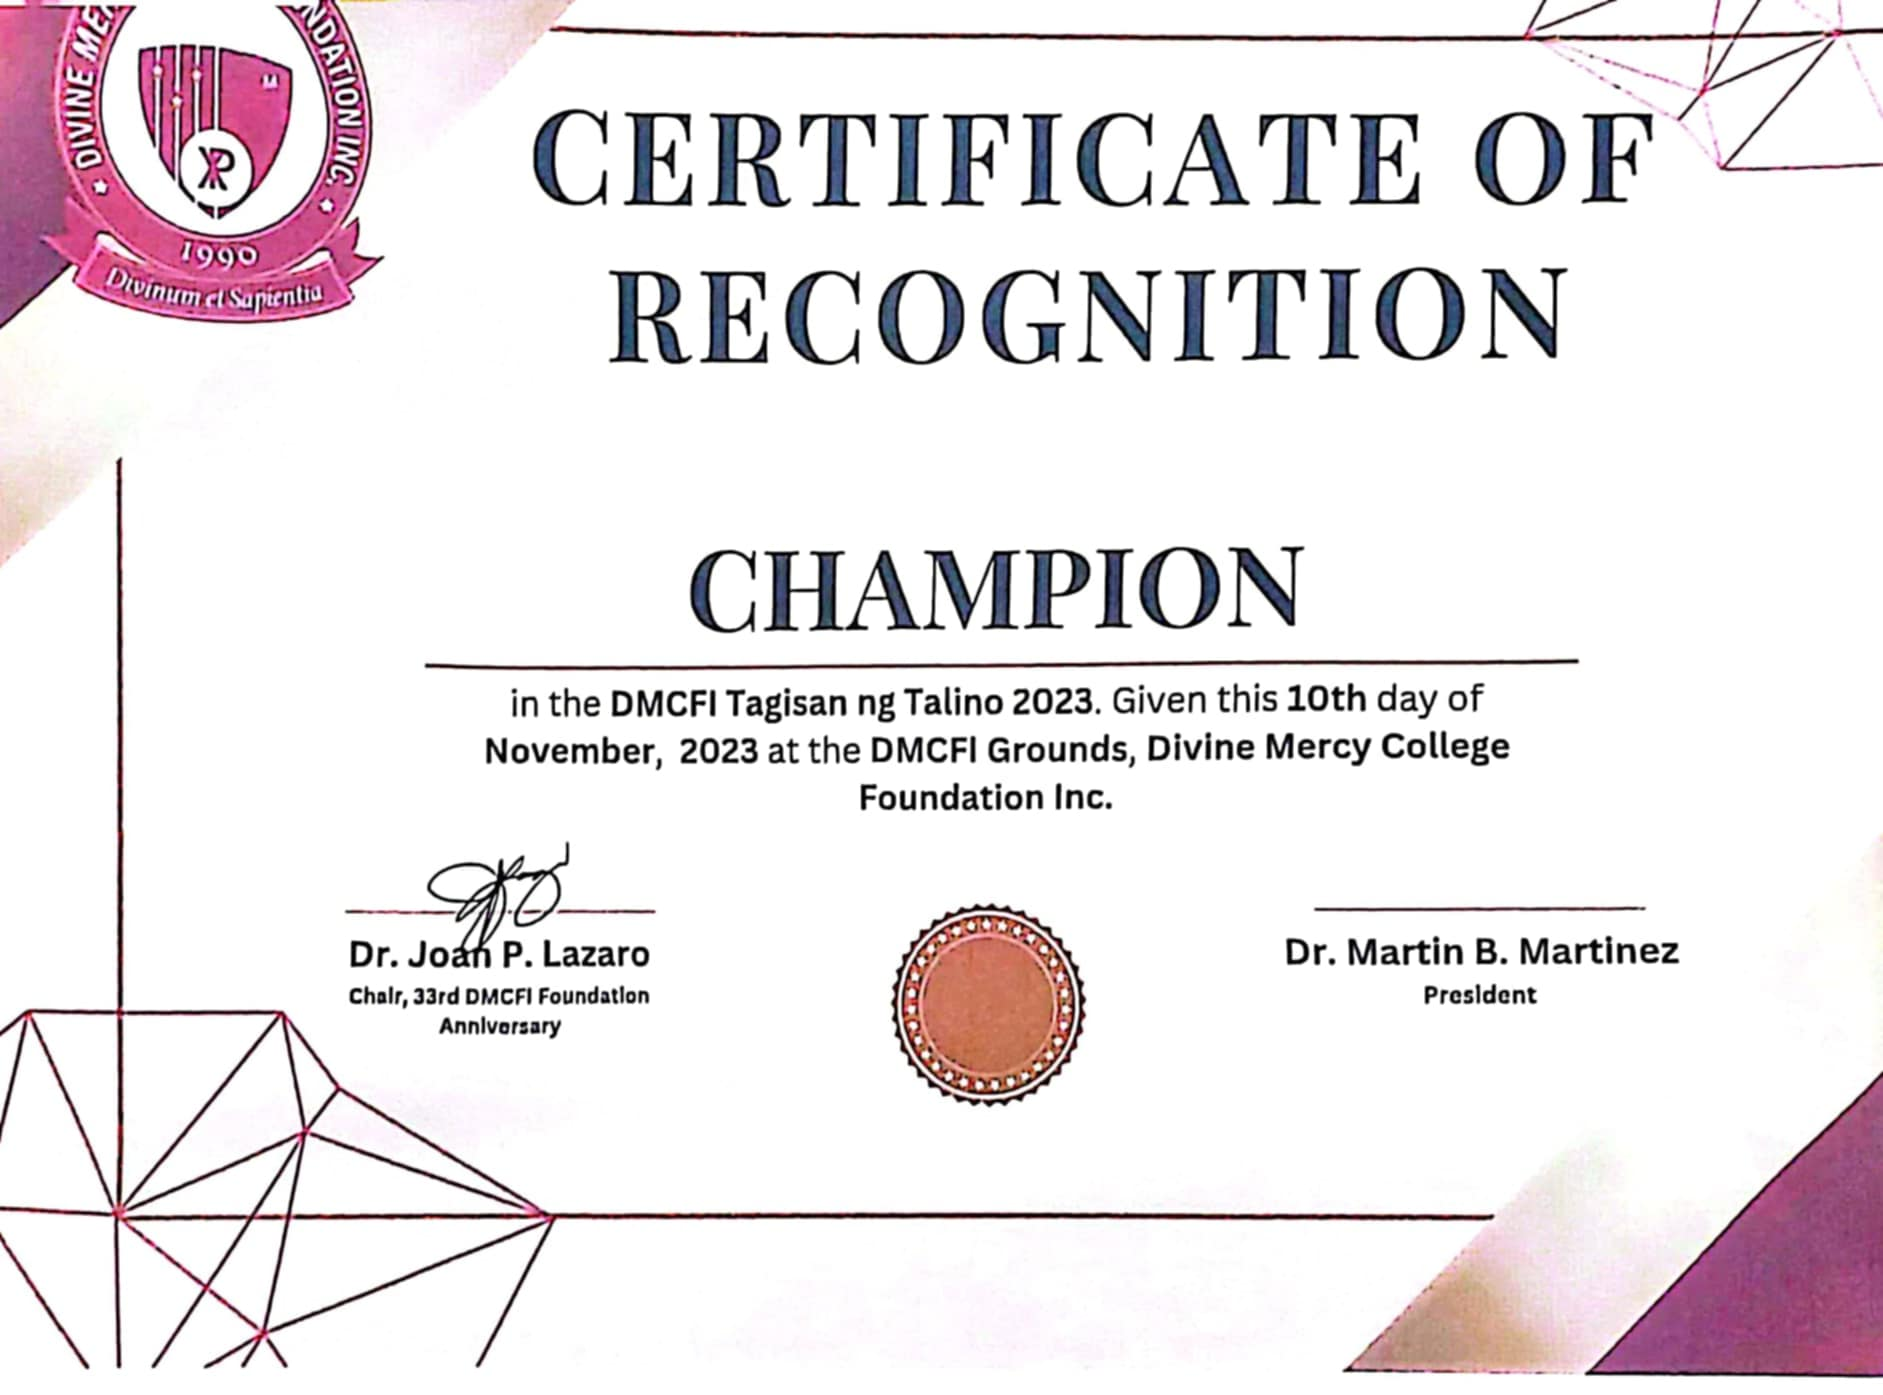 DIVINE ME
NDATION INC.
1990
Divinum et Sapientia
CERTIFICATE OF
RECOGNITION
CHAMPION
in the DMCFI Tagisan ng Talino 2023. Given this 10th day of
November, 2023 at the DMCFI Grounds, Divine Mercy College
Foundation Inc.
Dr. Joan P. Lazaro
Chair, 33rd DMCFI Foundation
Anniversary
Dr. Martin B. Martinez
President